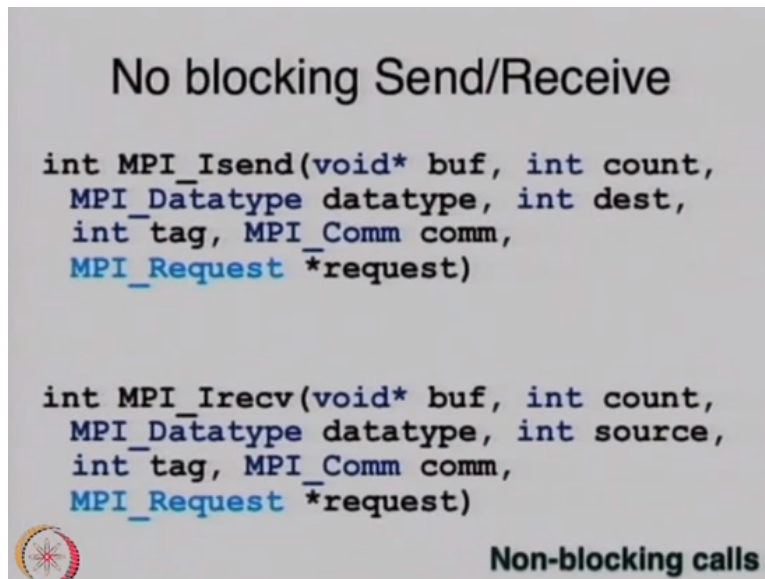 No blocking Send/Receive
int MPI_Isend(void* buf, int count,
MPI_Datatype datatype, int dest,
int tag, MPI_Comm comm,
MPI_Request *request)
int MPI_Irecv(void* buf, int count,
MPI_Datatype datatype, int source,
int tag, MPI_Comm comm,
MPI_Request *request)
Non-blocking calls